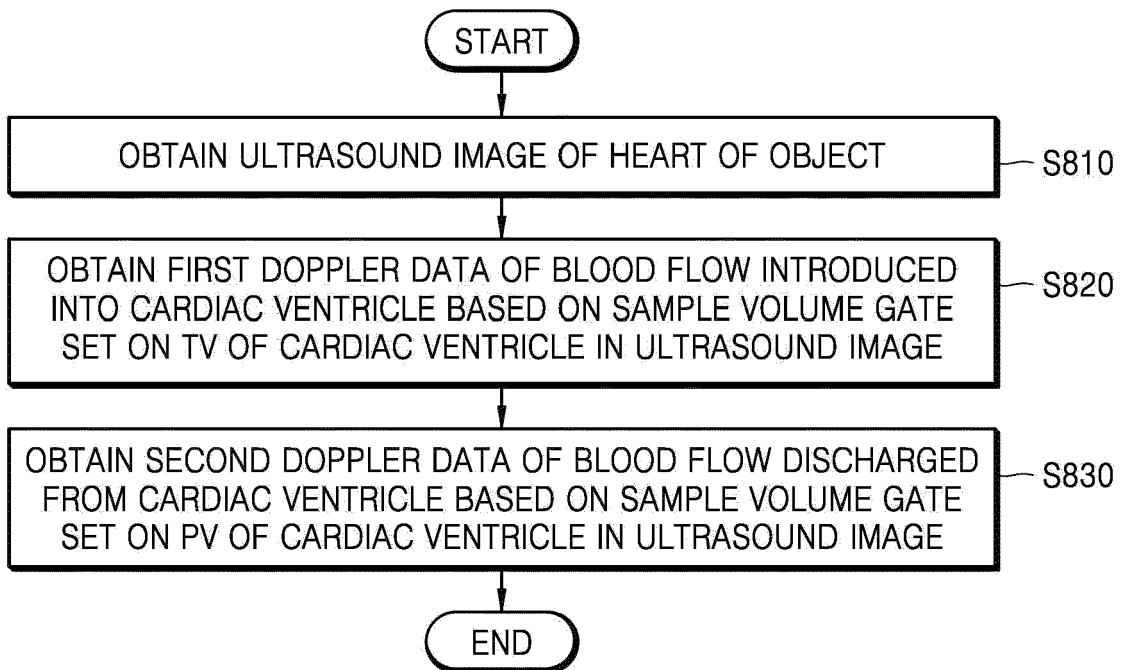 START
OBTAIN ULTRASOUND IMAGE OF HEART OF OBJECT
S810
OBTAIN FIRST DOPPLER DATA OF BLOOD FLOW INTRODUCED
INTO CARDIAC VENTRICLE BASED ON SAMPLE VOLUME GATE
SET ON TV OF CARDIAC VENTRICLE IN ULTRASOUND IMAGE
S820
OBTAIN SECOND DOPPLER DATA OF BLOOD FLOW DISCHARGED
FROM CARDIAC VENTRICLE BASED ON SAMPLE VOLUME GATE
SET ON PV OF CARDIAC VENTRICLE IN ULTRASOUND IMAGE
S830
END